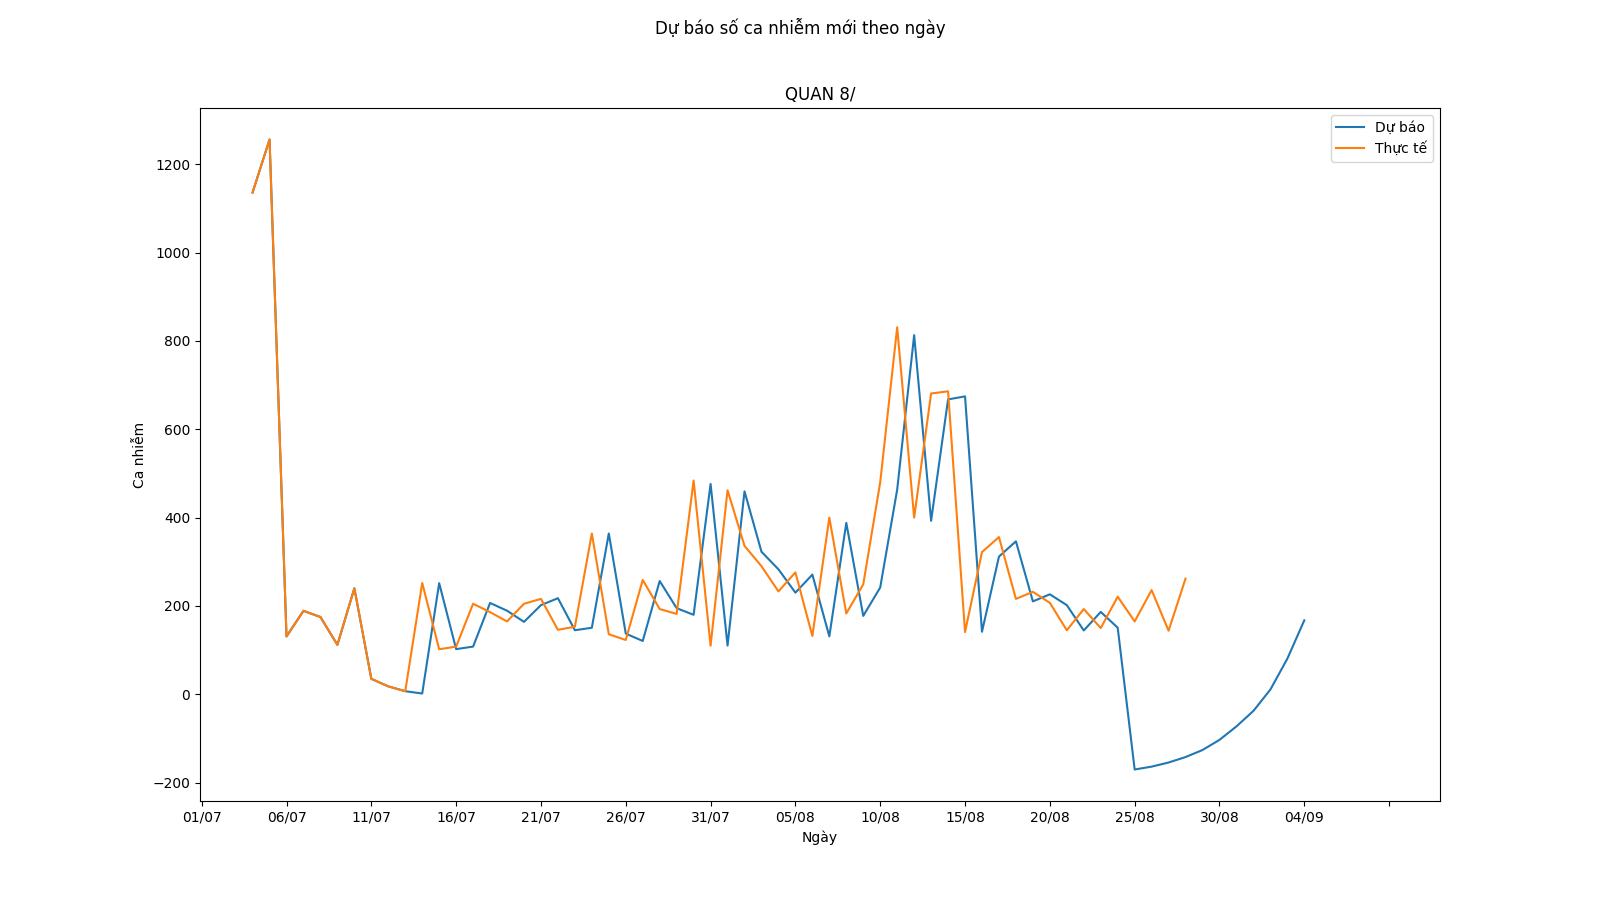 Dự báo số ca nhiễm mới theo ngày
QUAN 8/
Dự báo
Thực tế
Ca nhiễm
1200
1000
800
600
400
200
0
−200
01/07 06/07 11/07 16/07 21/07 26/07 31/07 05/08 10/08 15/08 20/08 25/08 30/08 04/09
Ngày